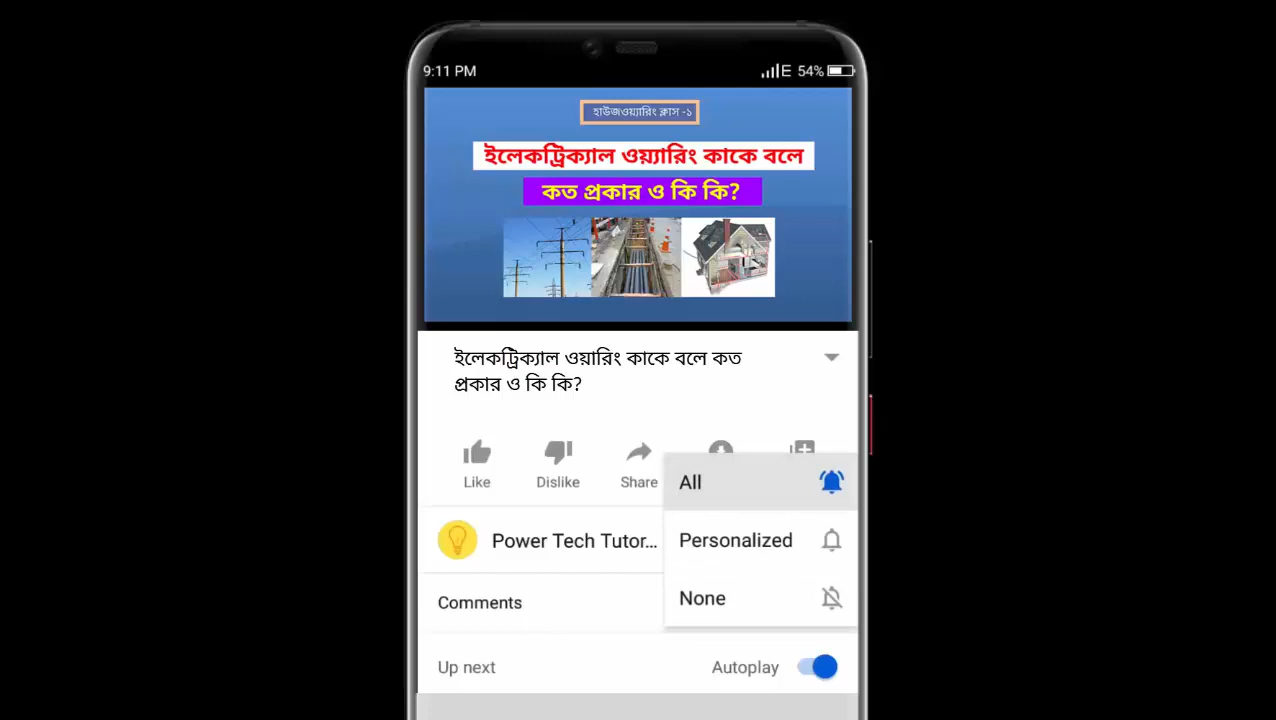 9:11 PM E 54%
হাউজওয়্যারিং ক্লাস -১
ইলেকট্রিক্যাল ওয়্যারিং কাকে বলে
কত প্রকার ও কি কি?
ইলেকট্রিক্যাল ওয়ারিং কাকে বলে কত
প্রকার ও কি কি?
Like Dislike Share
All
Power Tech Tutor... Personalized
None
Comments
Up next Autoplay